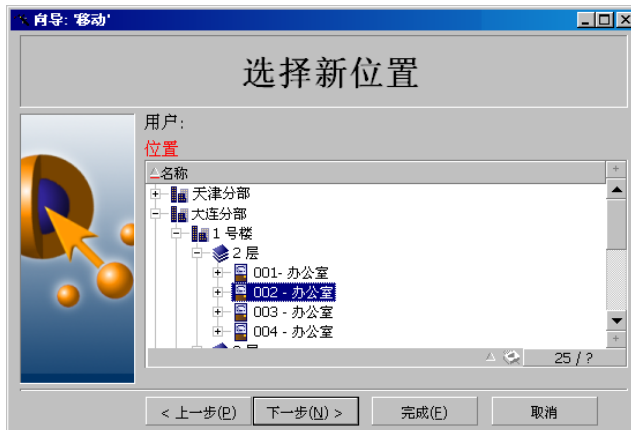 向导: '移动'
选择新位置
用户:
位置
名称
天津分部
大连分部
1 号楼
2 层
001- 办公室
002 - 办公室
003 - 办公室
004 - 办公室
25 / ?
< 上一步(P)
下一步(N) >
完成(F)
取消